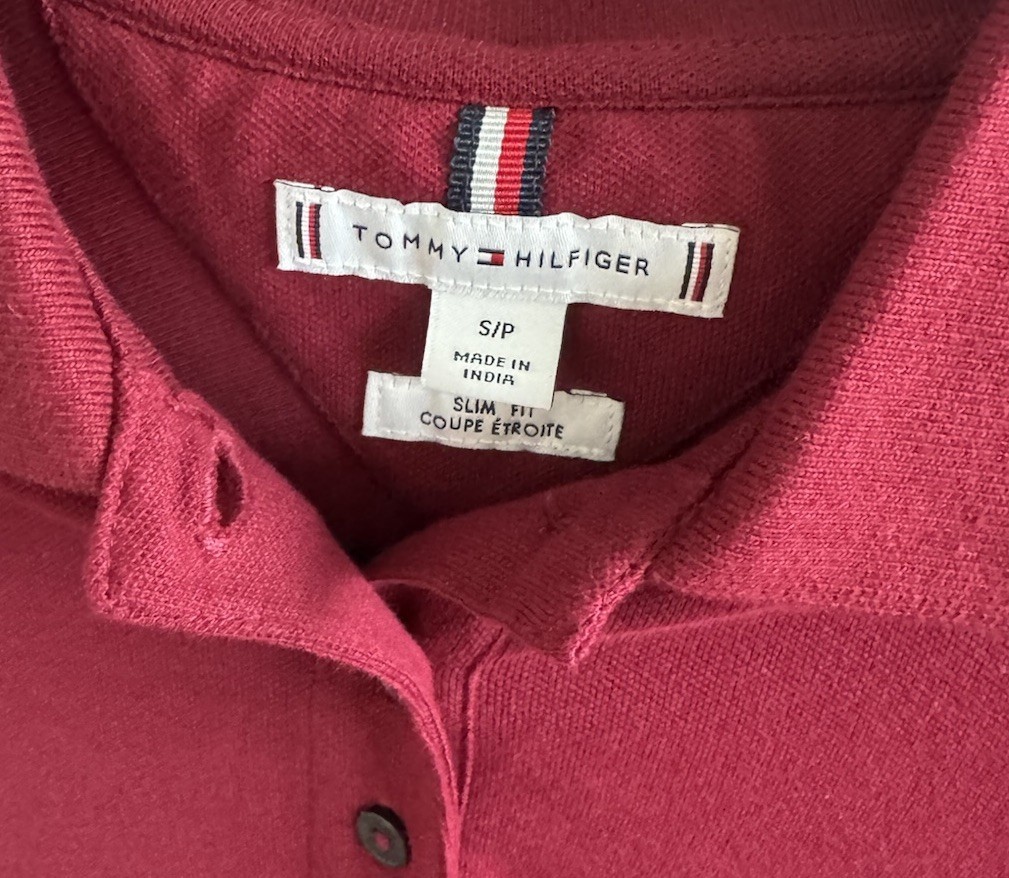 TOMMY HILFIGER
S/P
MADE IN
INDIA
SLIM FIT
COUPE ÉTROITE